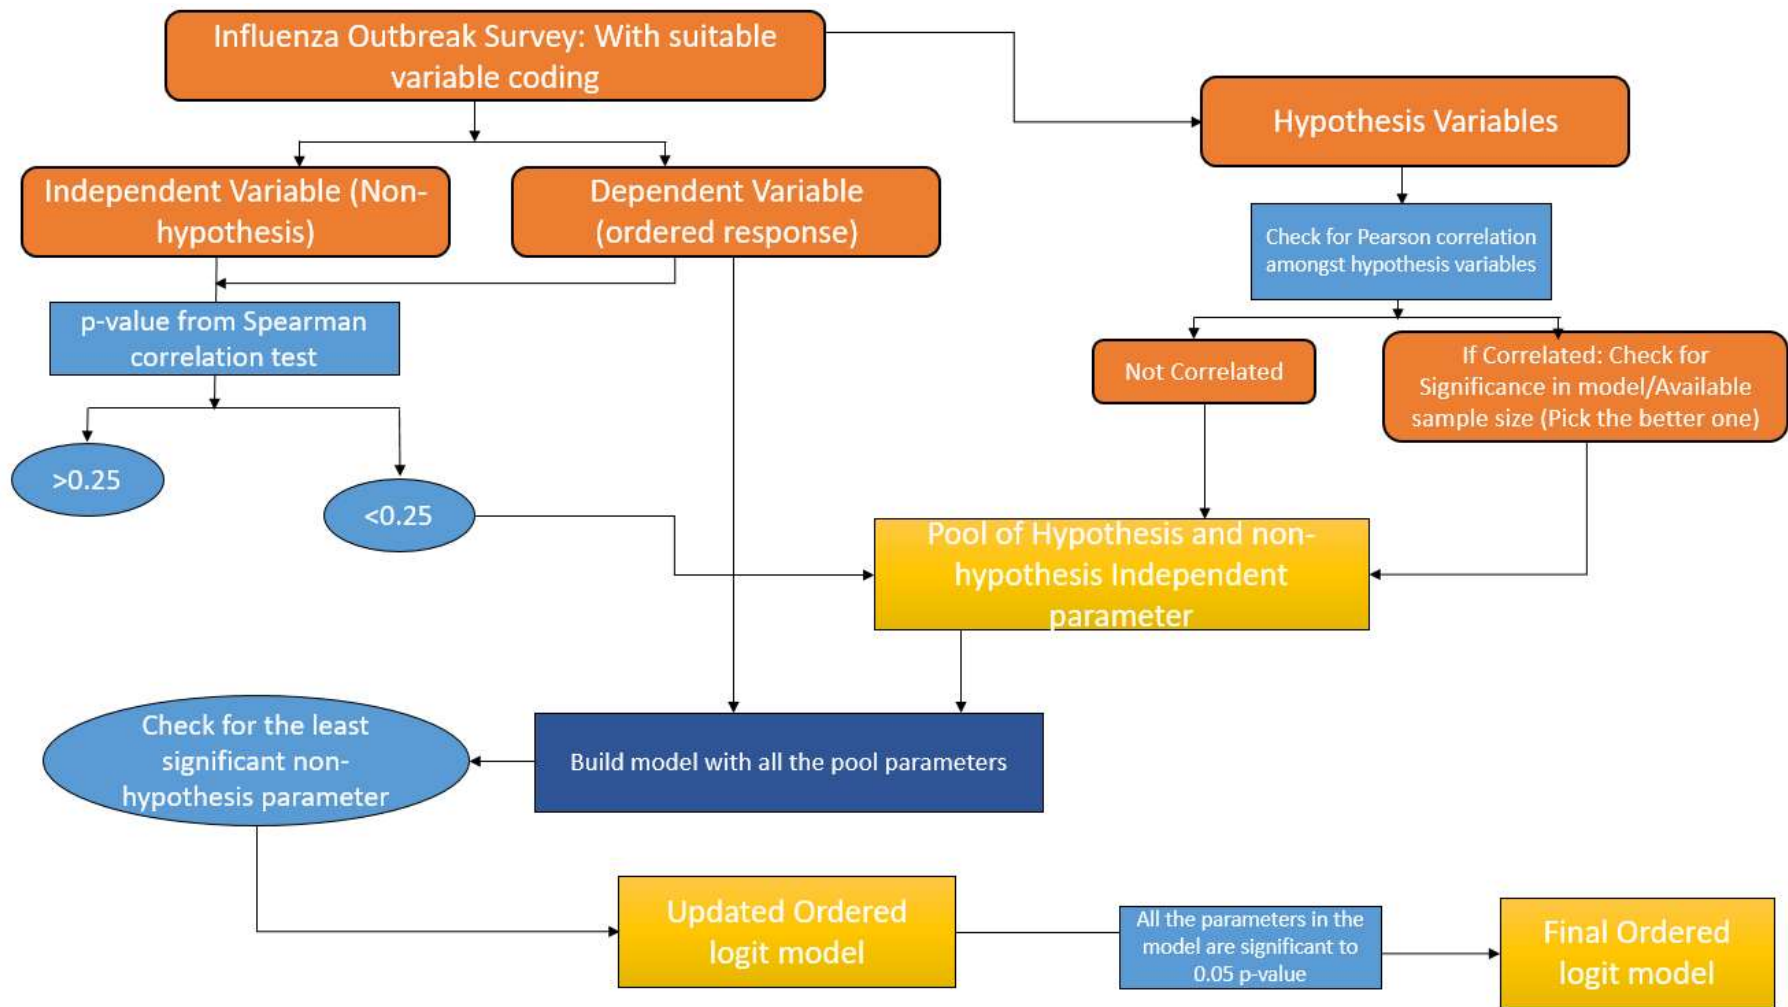 Influenza Outbreak Survey: With suitable
variable coding
Hypothesis Variables
Independent Variable (Non-
hypothesis)
Dependent Variable
(ordered response)
Check for Pearson correlation
amongst hypothesis variables
p-value from Spearman
correlation test
Not Correlated
If Correlated: Check for
Significance in model/Available
sample size (Pick the better one)
>0.25
<0.25
Pool of Hypothesis and non-
hypothesis Independent
parameter
Check for the least
significant non-
hypothesis parameter
Build model with all the pool parameters
Updated Ordered
logit model
All the parameters in the
model are significant to
0.05 p-value
Final Ordered
logit model